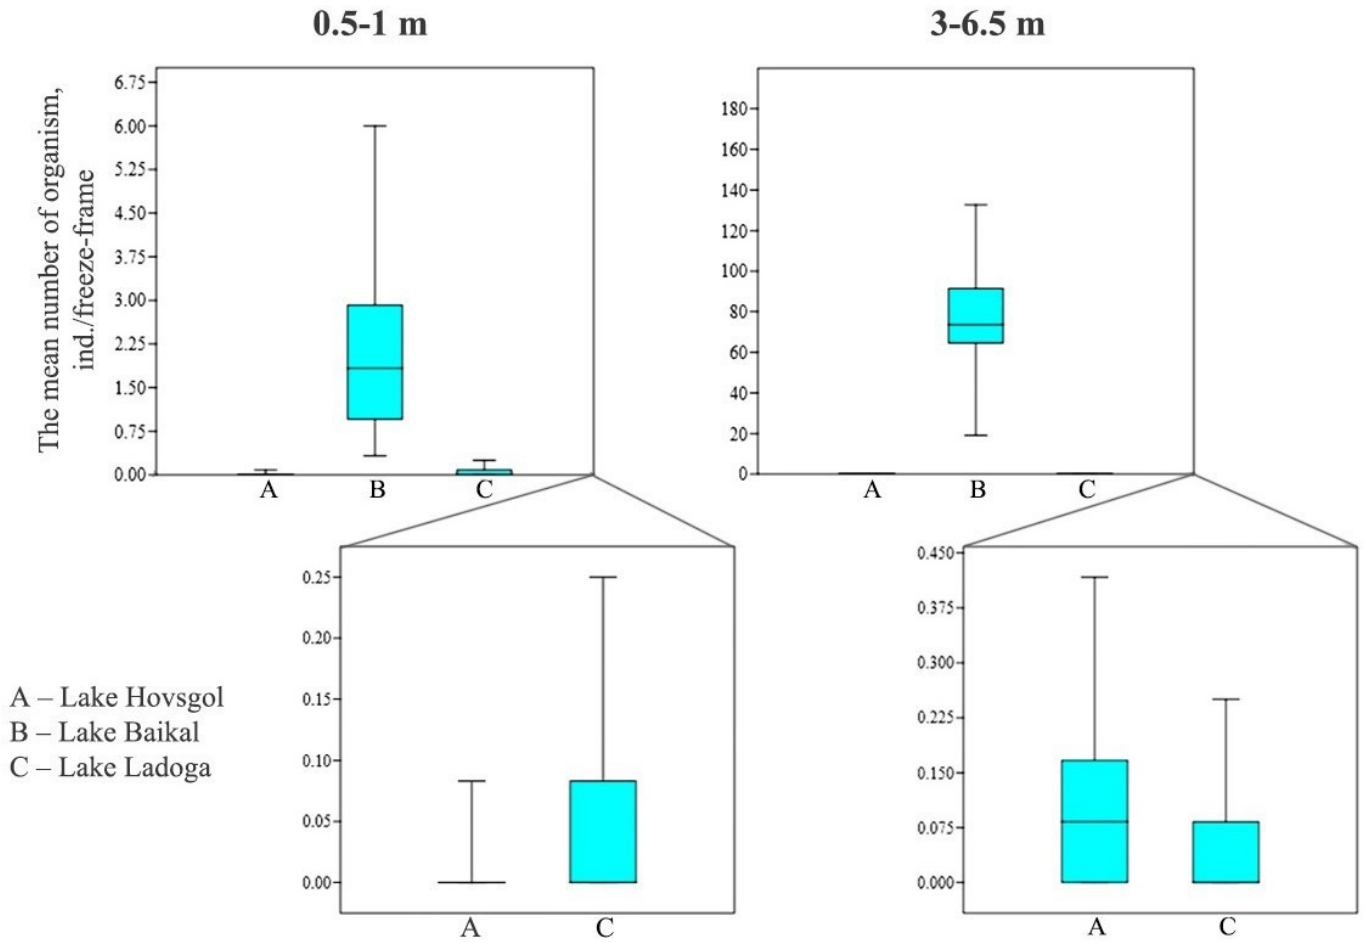 0.5-1 m
3-6.5 m
The mean number of organism,
ind./freeze-frame
6.75
6.00
5.25
4.50
3.75
3.00
2.25
1.50
0.75
0.00
A
B
C
180
160
140
120
100
80
60
40
20
0
A
B
C
0.25
0.20
0.15
0.10
0.05
0.00
A
C
0.450
0.375
0.300
0.225
0.150
0.075
0.000
A
C
A – Lake Hovsgol
B – Lake Baikal
C – Lake Ladoga